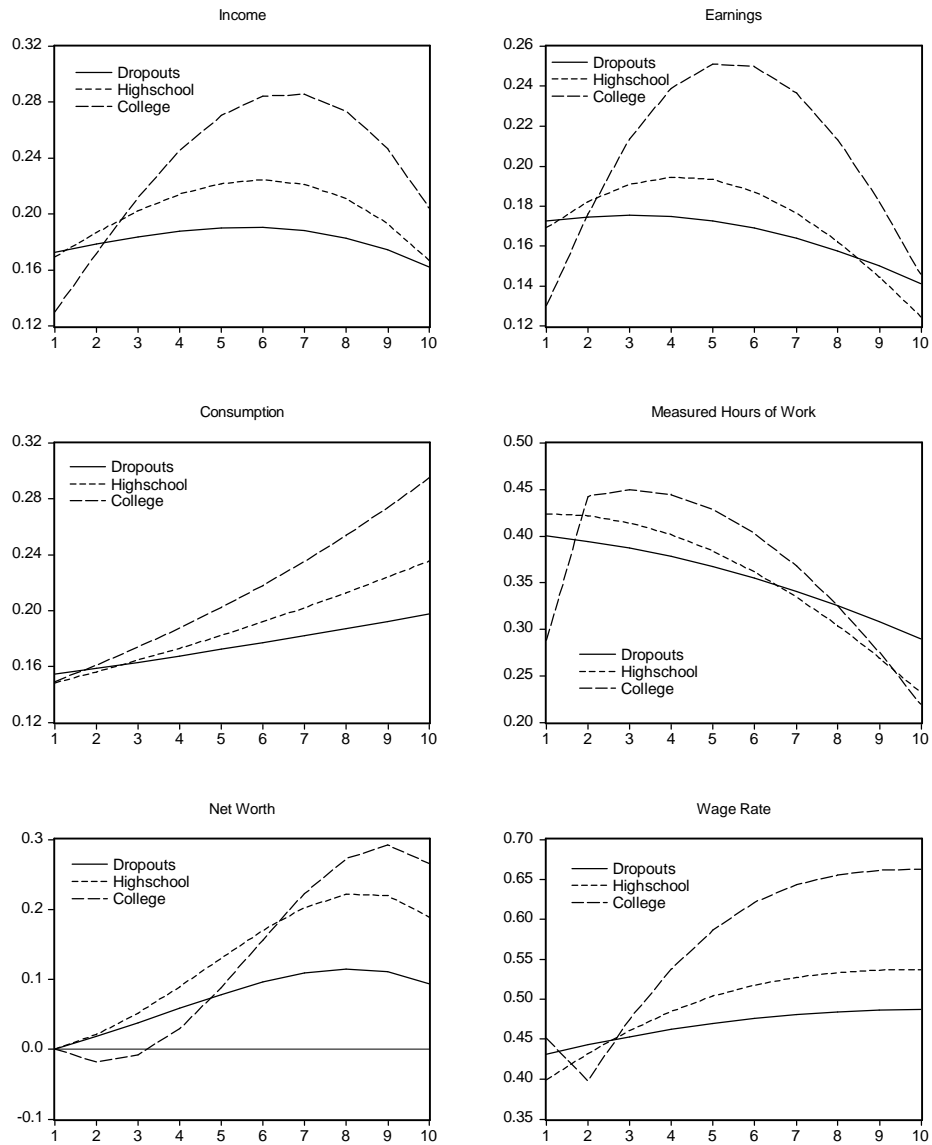 Income
0.32
0.28
0.24
0.20
0.16
0.12
Dropouts
Highschool
College
1 2 3 4 5 6 7 8 9 10
Earnings
0.26
0.24
0.22
0.20
0.18
0.16
0.14
0.12
Dropouts
Highschool
College
1 2 3 4 5 6 7 8 9 10
Consumption
0.32
0.28
0.24
0.20
0.16
0.12
Dropouts
Highschool
College
1 2 3 4 5 6 7 8 9 10
Measured Hours of Work
0.50
0.45
0.40
0.35
0.30
0.25
0.20
Dropouts
Highschool
College
1 2 3 4 5 6 7 8 9 10
Net Worth
0.3
0.2
0.1
0.0
-0.1
Dropouts
Highschool
College
1 2 3 4 5 6 7 8 9 10
Wage Rate
0.70
0.65
0.60
0.55
0.50
0.45
0.40
0.35
Dropouts
Highschool
College
1 2 3 4 5 6 7 8 9 10